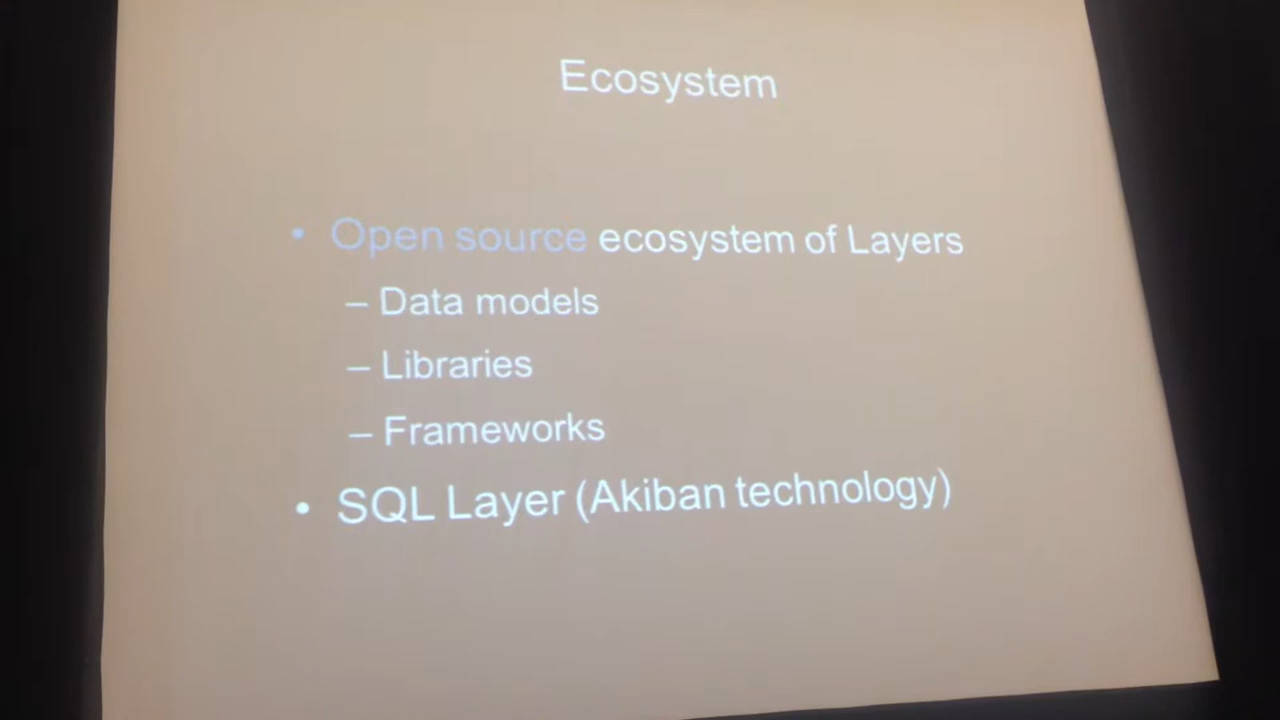 Ecosystem
• Open source ecosystem of Layers
– Data models
– Libraries
– Frameworks
• SQL Layer (Akiban technology)